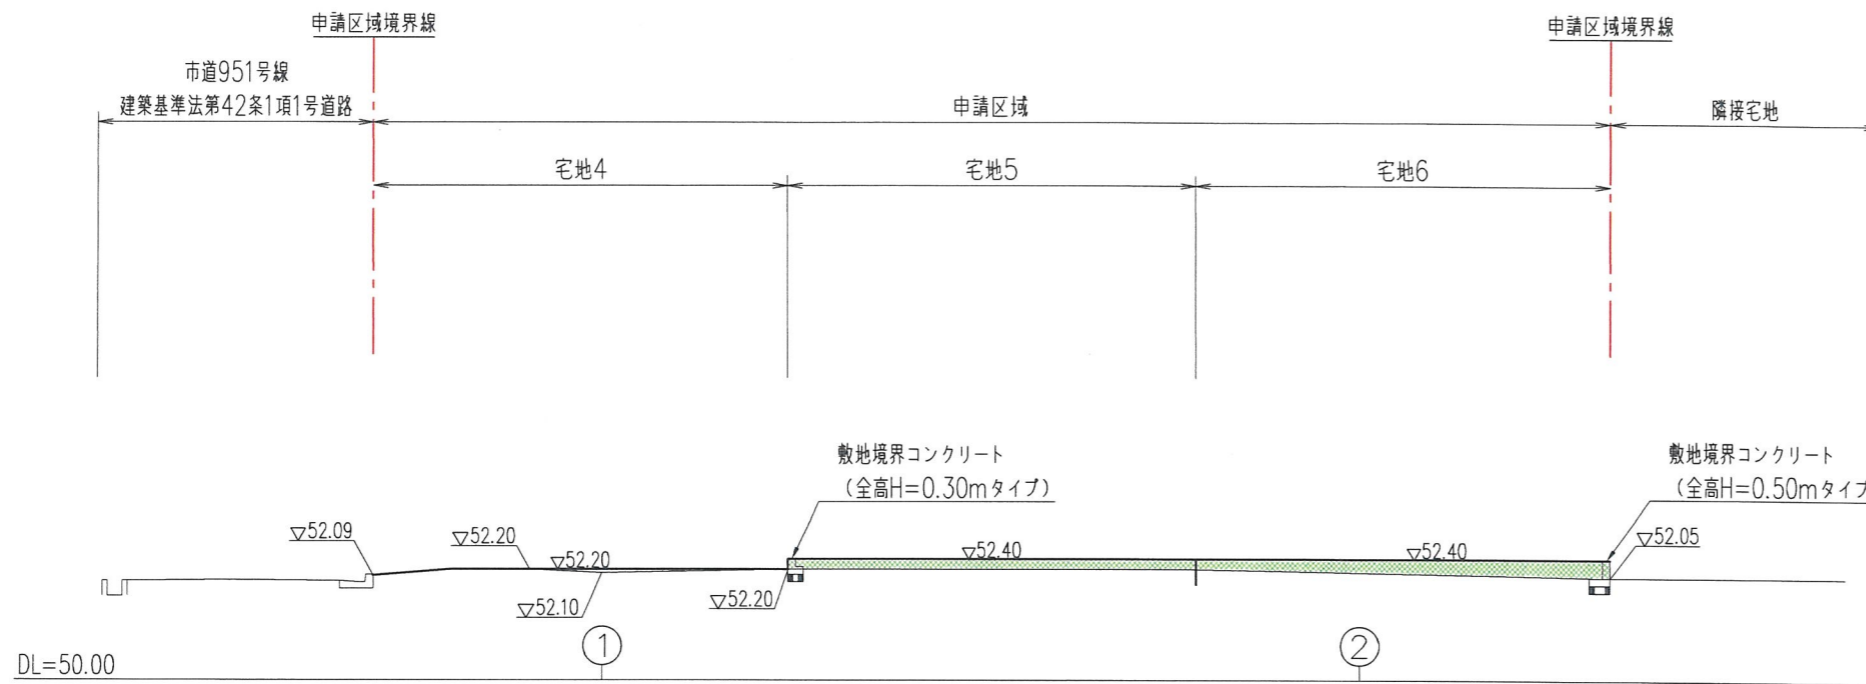 申請区域境界線
申請区域境界線
市道951号線
建築基準法第42条1項1号道路
申請区域
隣接宅地
宅地4
宅地5
宅地6
敷地境界コンクリート
(全高H=0.30mタイプ)
敷地境界コンクリート
(全高H=0.50mタイプ
▽52.09
▽52.20
▽52.20
▽52.40
▽52.40
▽52.05
▽52.10
▽52.20
①
②
DL=50.00